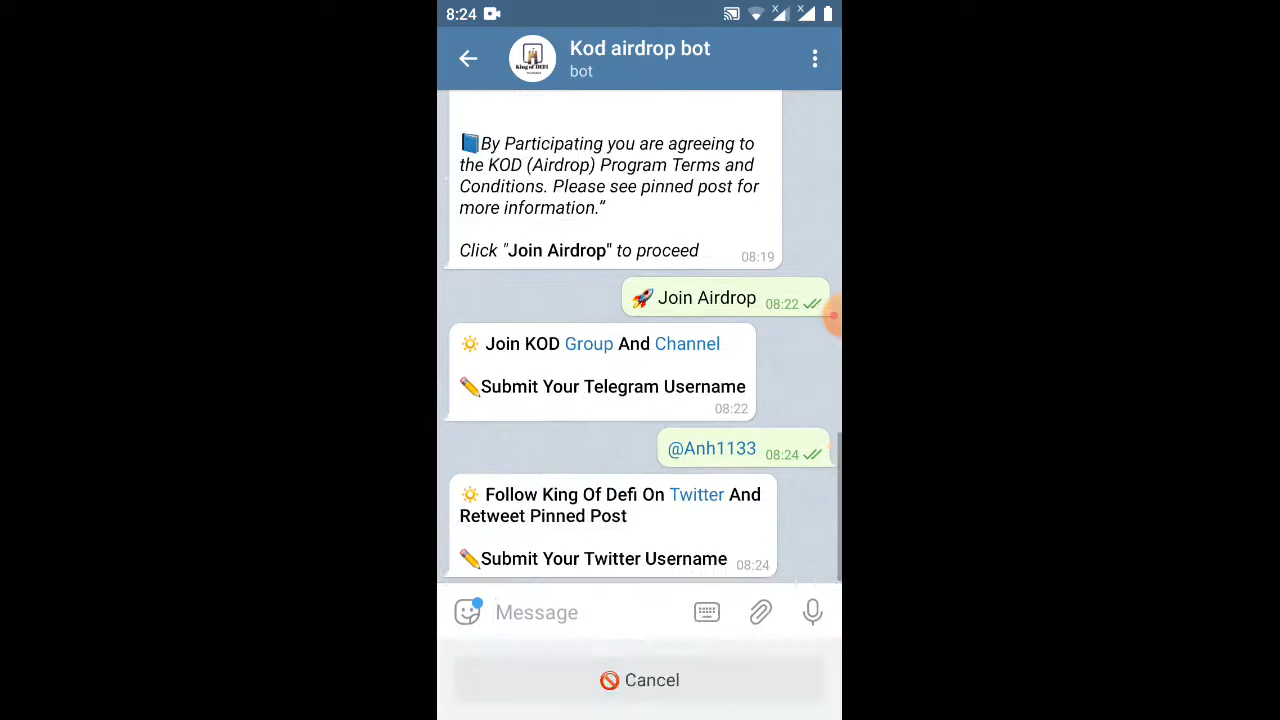 8:24
Kod airdrop bot
bot
King of DEFI
📘By Participating you are agreeing to
the KOD (Airdrop) Program Terms and
Conditions. Please see pinned post for
more information.”
Click "Join Airdrop" to proceed
08:19
🚀 Join Airdrop 08:22
🔅 Join KOD Group And Channel
✏️Submit Your Telegram Username
08:22
@Anh1133 08:24
🔅 Follow King Of Defi On Twitter And
Retweet Pinned Post
✏️Submit Your Twitter Username 08:24
Message
🚫 Cancel